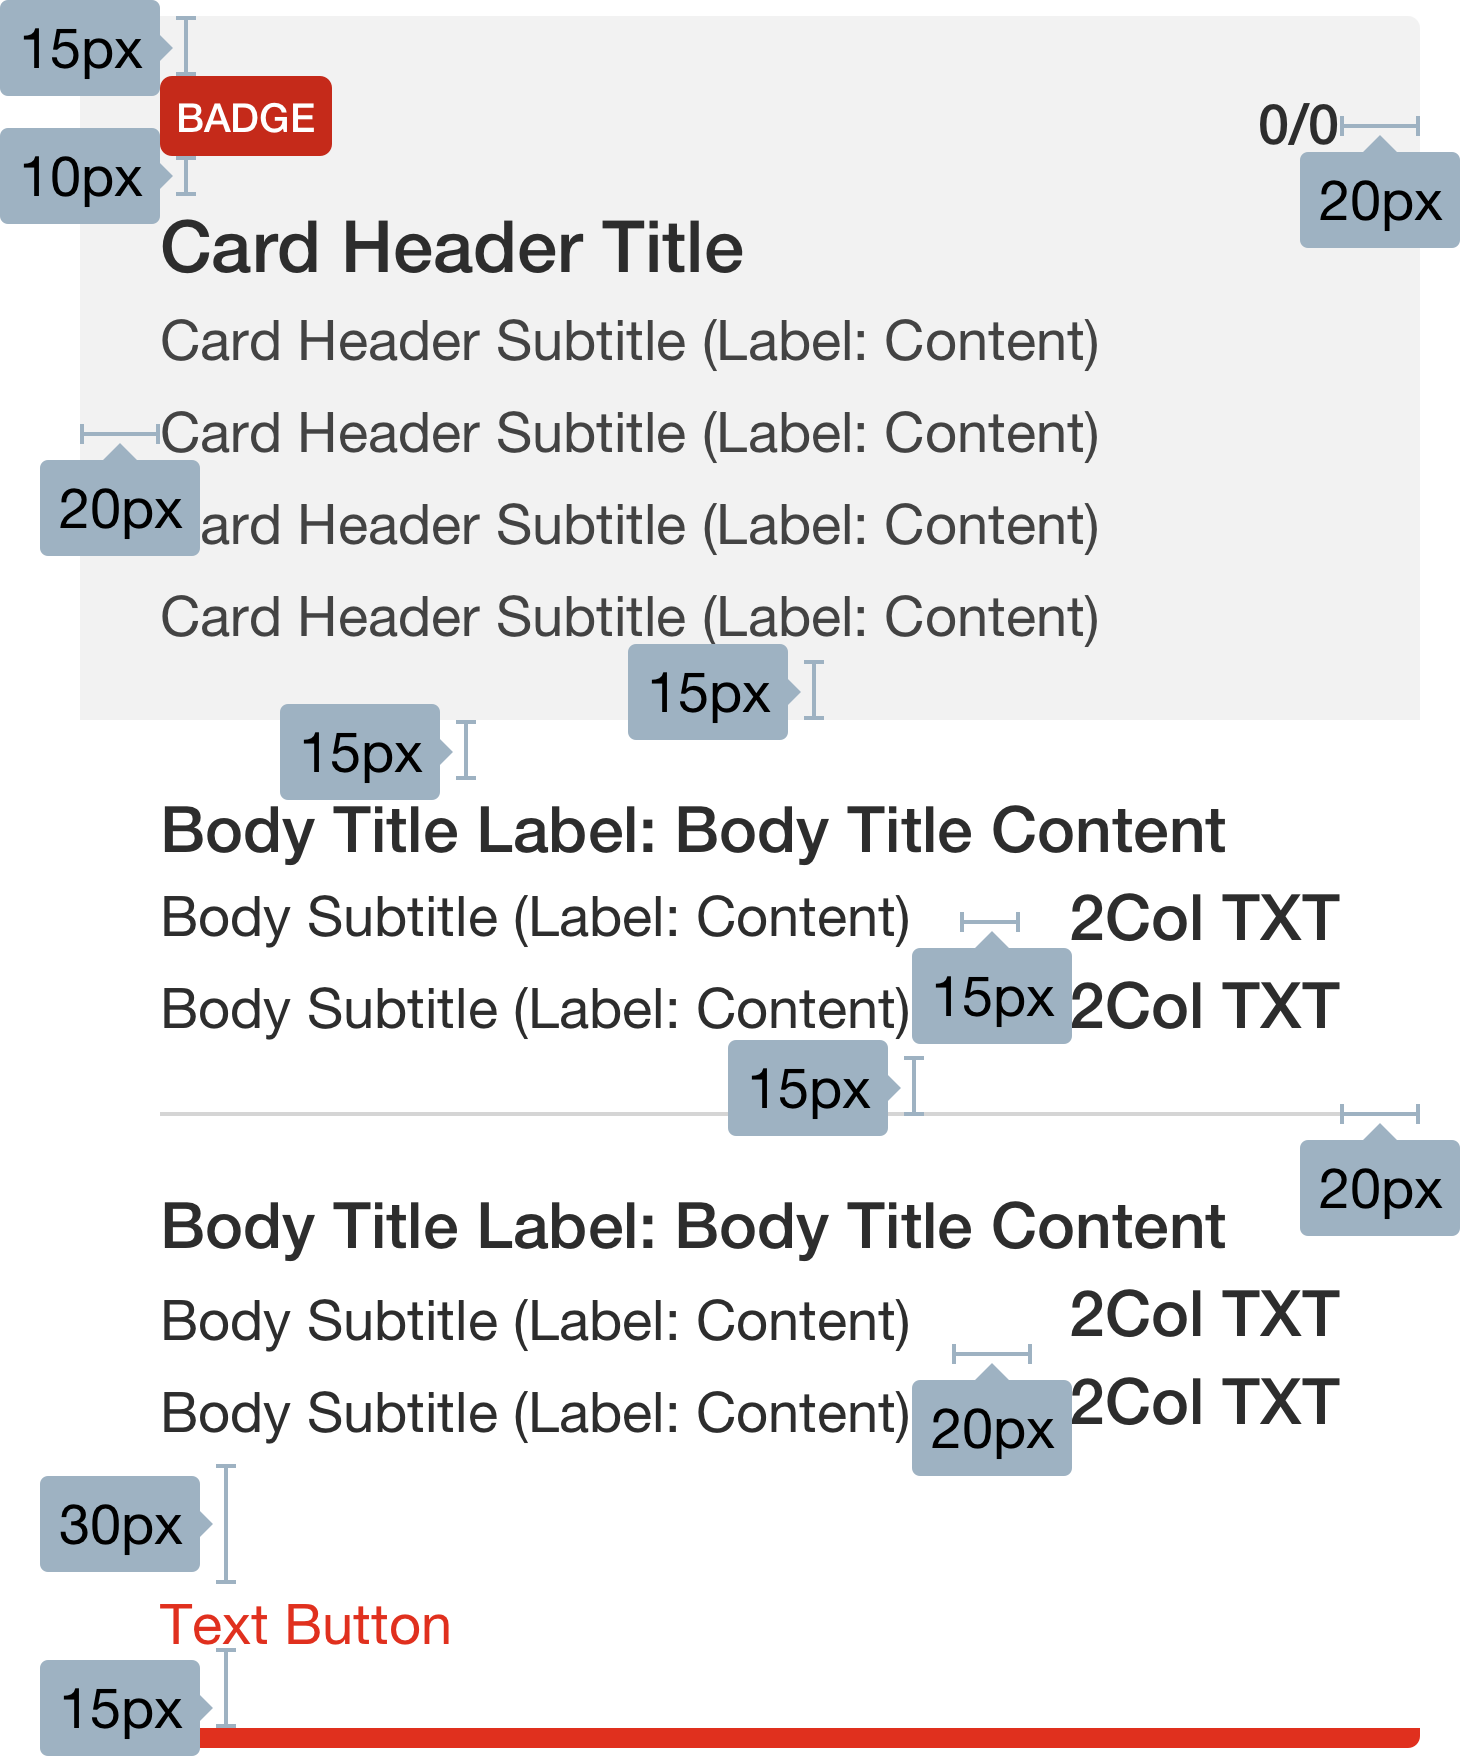 15px
BADGE
0/0
10px
20px
Card Header Title
Card Header Subtitle (Label: Content)
Card Header Subtitle (Label: Content)
20px
ard Header Subtitle (Label: Content)
Card Header Subtitle (Label: Content)
15px
15px
Body Title Label: Body Title Content
Body Subtitle (Label: Content) 2Col TXT
15px
Body Subtitle (Label: Content) 2Col TXT
15px
20px
Body Title Label: Body Title Content
Body Subtitle (Label: Content) 2Col TXT
Body Subtitle (Label: Content) 2Col TXT
20px
30px
Text Button
15px